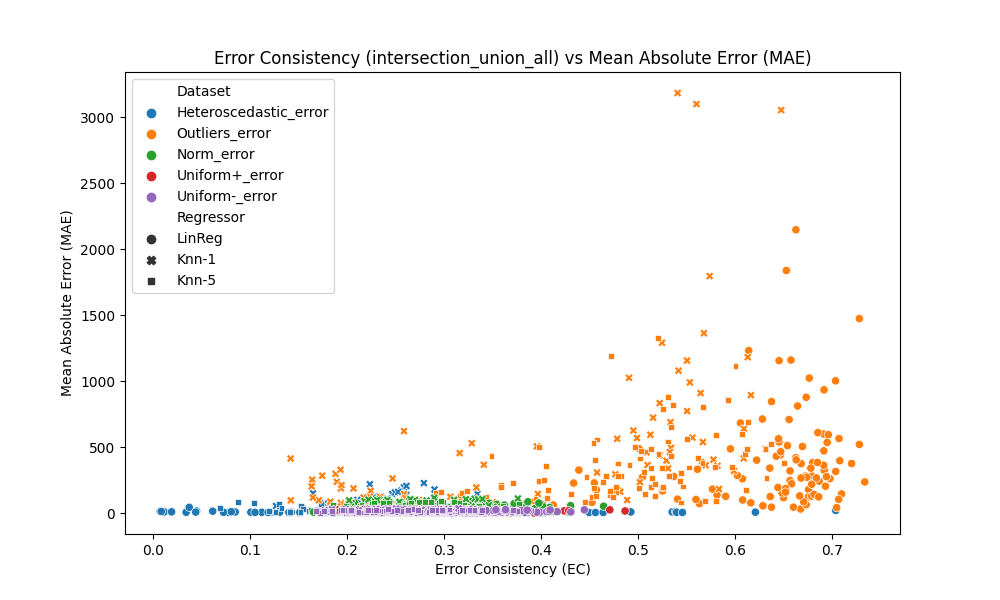 Error Consistency (intersection_union_all) vs Mean Absolute Error (MAE)
Dataset
Heteroscedastic_error
Outliers_error
Norm_error
Uniform+_error
Uniform-_error
Regressor
LinReg
Knn-1
Knn-5
Mean Absolute Error (MAE)
3000
2500
2000
1500
1000
500
0
0.0 0.1 0.2 0.3 0.4 0.5 0.6 0.7
Error Consistency (EC)